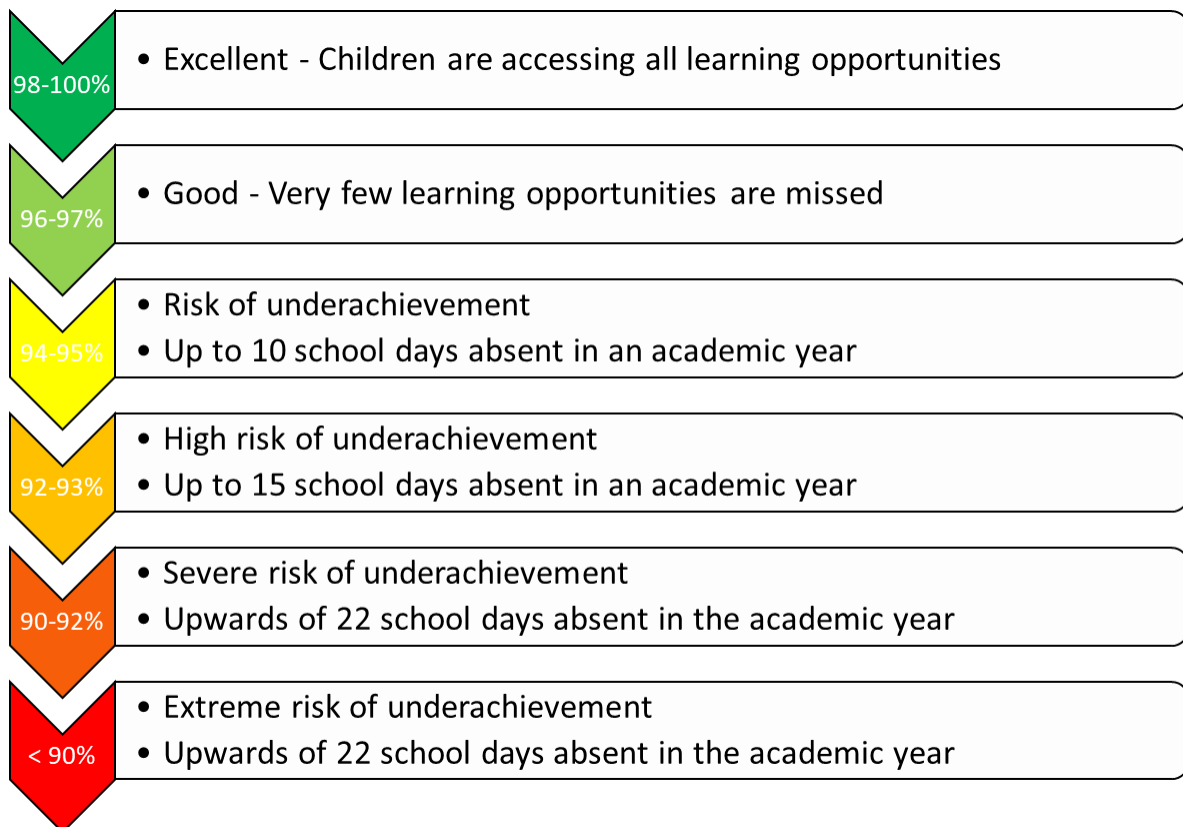 98-100%
• Excellent - Children are accessing all learning opportunities
96-97%
• Good - Very few learning opportunities are missed
94-95%
• Risk of underachievement
• Up to 10 school days absent in an academic year
92-93%
• High risk of underachievement
• Up to 15 school days absent in an academic year
90-92%
• Severe risk of underachievement
• Upwards of 22 school days absent in the academic year
< 90%
• Extreme risk of underachievement
• Upwards of 22 school days absent in the academic year